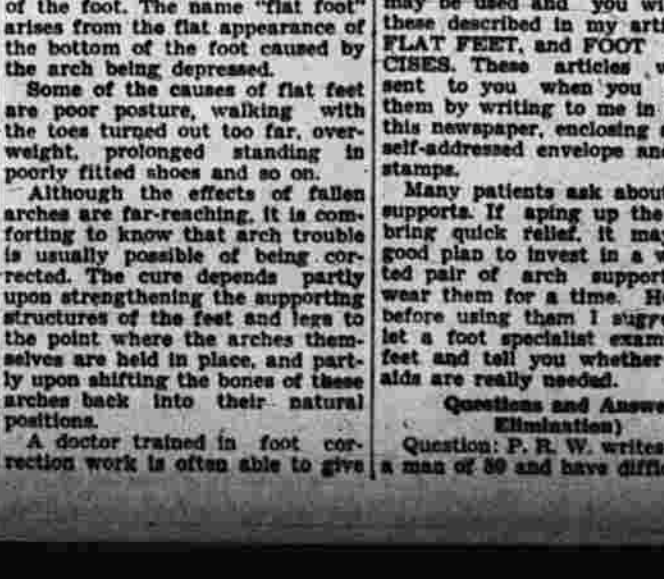 of the foot. The name "flat foot"
arises from the flat appearance of
the bottom of the foot caused by
the arch being depressed.
Some of the causes of flat feet
are poor posture, walking with
the toes turned out too far, over-
weight, prolonged standing in
poorly fitted shoes and so on.
Although the effects of fallen
arches are far-reaching, it is com-
forting to know that arch trouble
is usually possible of being cor-
rected. The cure depends partly
upon strengthening the supporting
structures of the feet and legs to
the point where the arches them-
selves are held in place, and part-
ly upon shifting the bones of these
arches back into their natural
positions.
A doctor trained in foot cor-
rection work is often able to give
may be used and you wi
these described in my arti
FLAT FEET, and FOOT
CISES. These articles
sent to you when you
them by writing to me in
this newspaper, enclosing
self-addressed envelope and
stamps.
Many patients ask abou
supports. If aping up the
bring quick relief, it ma
good plan to invest in a w
ted pair of arch suppor
wear them for a time. H
before using them I sugg
let a foot specialist exam
feet and tell you whether
aids are really needed.
Questions and Answe
Elimination)
Question: P. R. W. writes
a man of 50 and have diffi